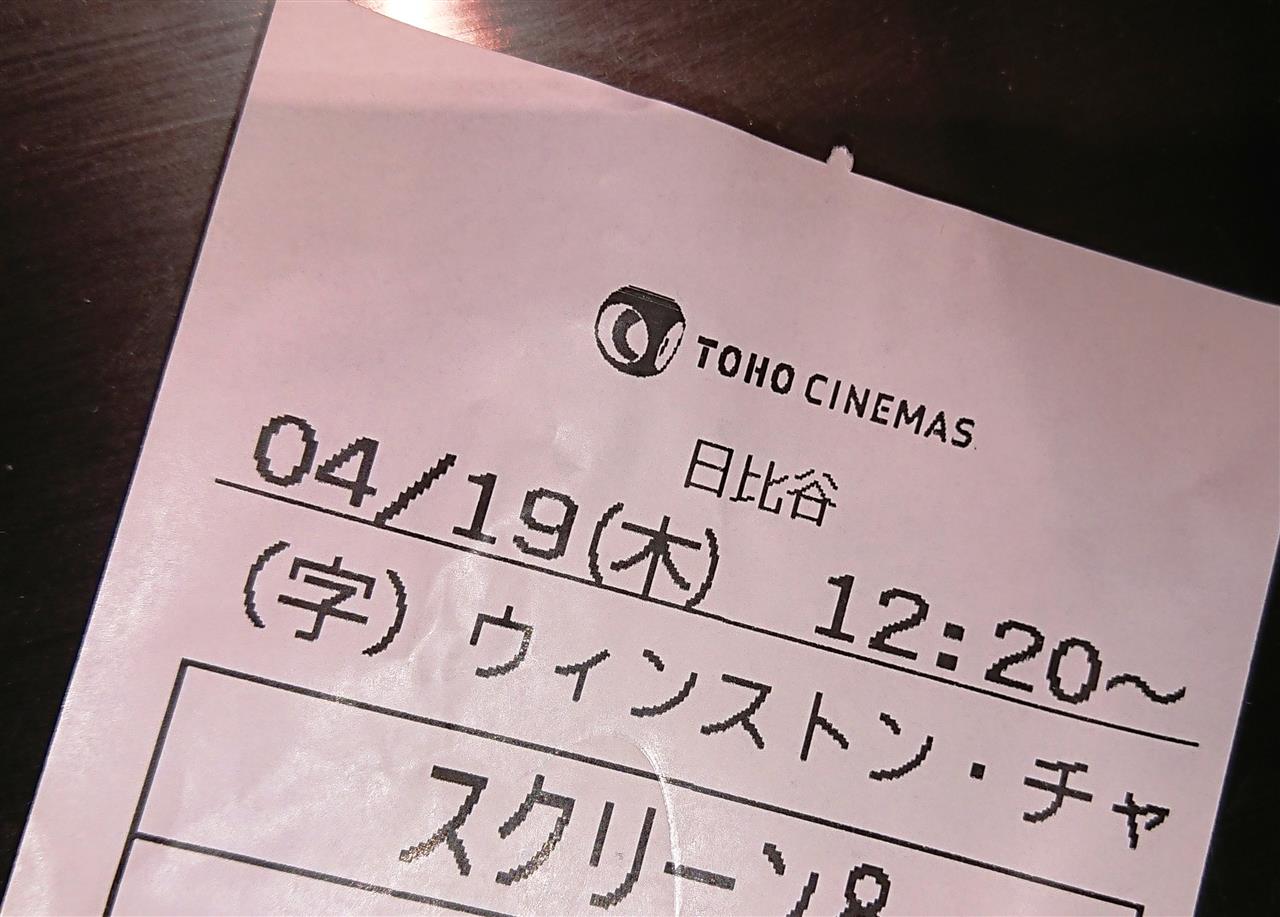 TOHO CINEMAS
日比谷
04/19(木) 12:20～
(字)ウィンストン・チャ
スクリーン8